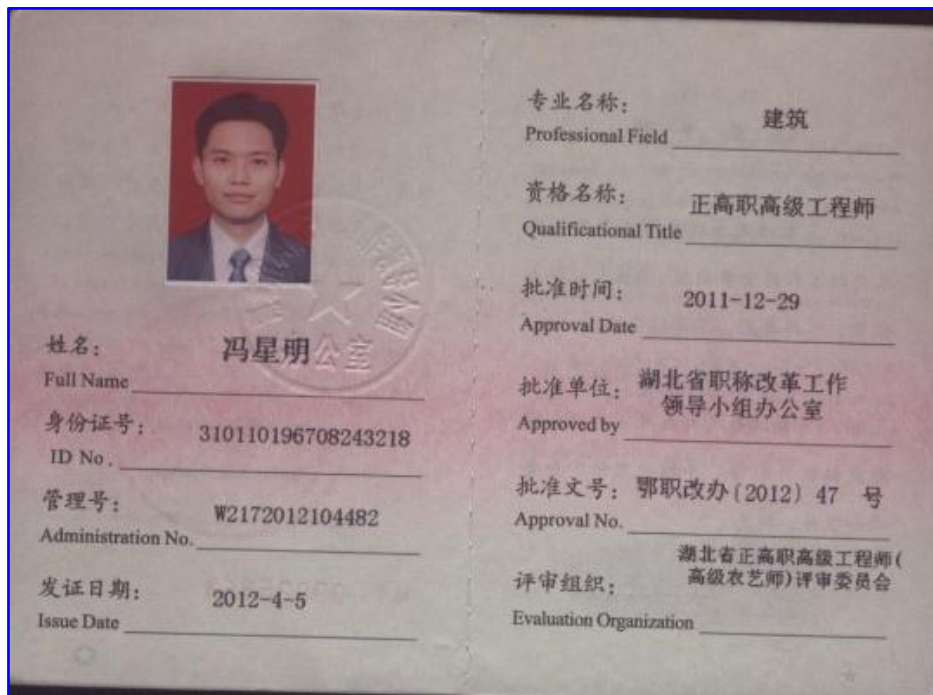 姓名：
冯星明
Full Name
身份证号：
310110196708243218
ID No.
管理号：
W2172012104482
Administration No.
发证日期：
2012-4-5
Issue Date
公室
专业名称：
建筑
Professional Field
资格名称：
正高职高级工程师
Qualificational Title
批准时间：
2011-12-29
Approval Date
批准单位：
湖北省职称改革工作
领导小组办公室
Approved by
批准文号：
鄂职改办〔2012〕47 号
Approval No.
湖北省正高职高级工程师(
高级农艺师)评审委员会
评审组织：
Evaluation Organization